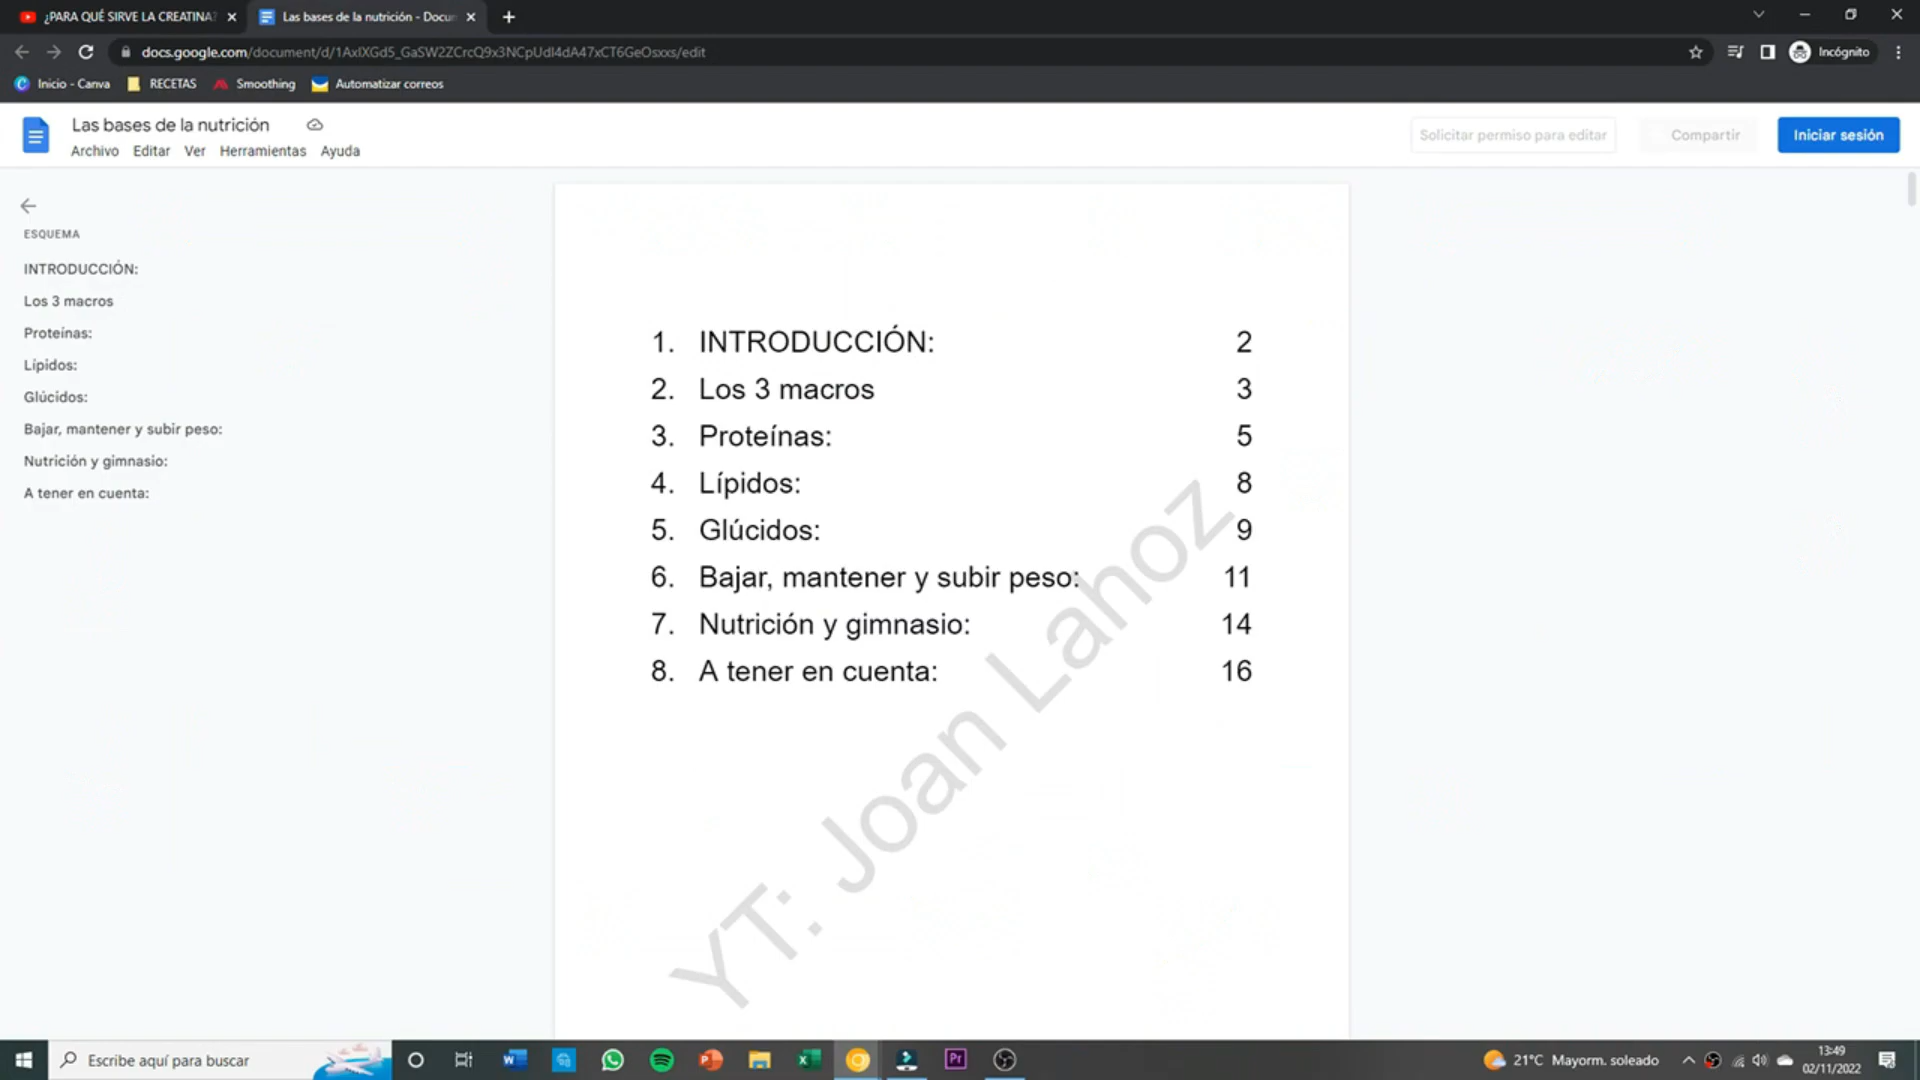 ¿PARA QUÉ SIRVE LA CREATINA?
Las bases de la nutrición - Docu
docs.google.com/document/d/1AxIXGd5_GaSW2ZCrcQ9x3NCpUdI4dA47xCT6GeOsxxs/edit
Incógnito
Inicio - Canva
RECETAS
Smoothing
Automatizar correos
Las bases de la nutrición
Archivo Editar Ver Herramientas Ayuda
Solicitar permiso para editar
Compartir
Iniciar sesión
ESQUEMA
INTRODUCCIÓN:
Los 3 macros
Proteínas:
Lípidos:
Glúcidos:
Bajar, mantener y subir peso:
Nutrición y gimnasio:
A tener en cuenta:
1. INTRODUCCIÓN: 2
2. Los 3 macros 3
3. Proteínas: 5
4. Lípidos: 8
5. Glúcidos: 9
6. Bajar, mantener y subir peso: 11
7. Nutrición y gimnasio: 14
8. A tener en cuenta: 16
YT: Joan Lahoz
Escribe aquí para buscar
Pr
21°C Mayorm. soleado
13:49
02/11/2022